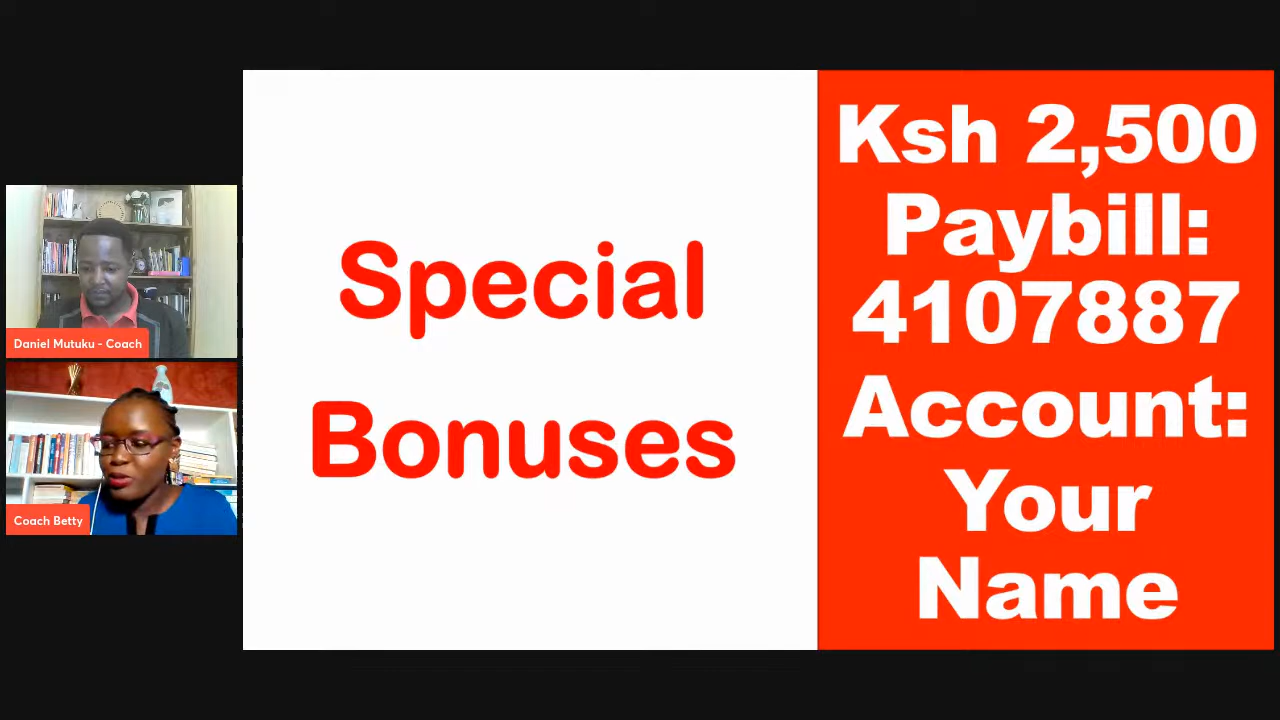 Daniel Mutuku - Coach
Coach Betty
Special
Bonuses
Ksh 2,500
Paybill:
4107887
Account:
Your
Name